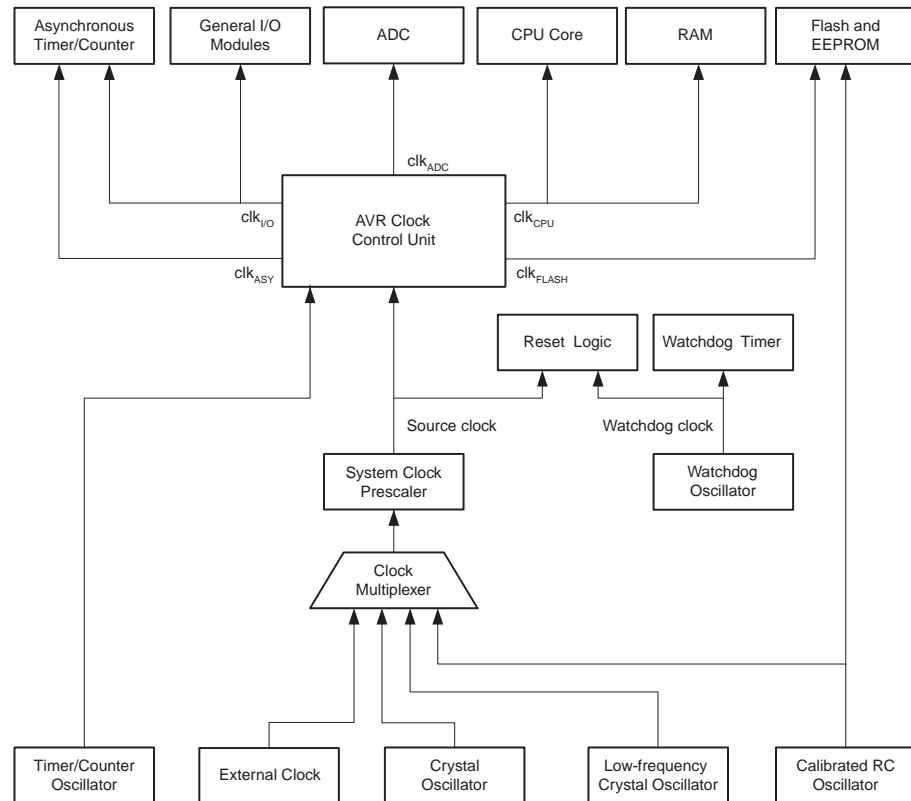 Asynchronous
Timer/Counter
General I/O
Modules
ADC
CPU Core
RAM
Flash and
EEPROM
clkADC
AVR Clock
Control Unit
clkI/O
clkCPU
clkASY
clkFLASH
Reset Logic
Watchdog Timer
Source clock
Watchdog clock
System Clock
Prescaler
Watchdog
Oscillator
Clock
Multiplexer
Timer/Counter
Oscillator
External Clock
Crystal
Oscillator
Low-frequency
Crystal Oscillator
Calibrated RC
Oscillator